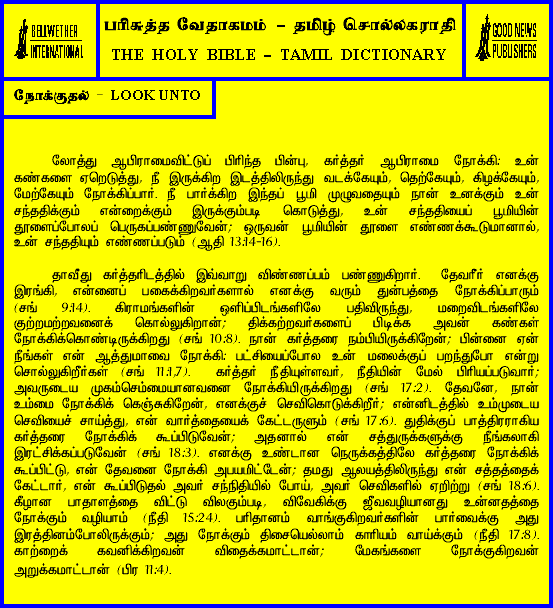 BELLWETHER
INTERNATIONAL
பரிசுத்த வேதாகமம் – தமிழ் சொல்லகராதி
THE HOLY BIBLE – TAMIL DICTIONARY
GOOD NEWS
PUBLISHERS
நோக்குதல் – LOOK UNTO
லோத்து ஆபிராமைவிட்டுப் பிரிந்த பின்பு, கர்த்தர் ஆபிராமை நோக்கி: உன்
கண்களை ஏறெடுத்து, நீ இருக்கிற இடத்திலிருந்து வடக்கேயும், தெற்கேயும், கிழக்கேயும்,
மேற்கேயும் நோக்கிப்பார். நீ பார்க்கிற இந்தப் பூமி முழுவதையும் நான் உனக்கும் உன்
சந்ததிக்கும் என்றைக்கும் இருக்கும்படி கொடுத்து, உன் சந்ததியைப் பூமியின்
தூளைப்போலப் பெருகப்பண்ணுவேன்; ஒருவன் பூமியின் தூளை எண்ணக்கூடுமானால்,
உன் சந்ததியும் எண்ணப்படும் (ஆதி 13:14-16).
தாவீது கர்த்தரிடத்தில் இவ்வாறு விண்ணப்பம் பண்ணுகிறார். தேவரீர் எனக்கு
இரங்கி, என்னைப் பகைக்கிறவர்களால் எனக்கு வரும் துன்பத்தை நோக்கிப்பாரும்
(சங் 9:14). கிராமங்களின் ஒளிப்பிடங்களிலே பதிவிருந்து, மறைவிடங்களிலே
குற்றமற்றவனைக் கொல்லுகிறான்; திக்கற்றவர்களைப் பிடிக்க அவன் கண்கள்
நோக்கிக்கொண்டிருக்கிறது (சங் 10:8). நான் கர்த்தரை நம்பியிருக்கிறேன்; பின்னை ஏன்
நீங்கள் என் ஆத்துமாவை நோக்கி: பட்சியைப்போல உன் மலைக்குப் பறந்துபோ என்று
சொல்லுகிறீர்கள் (சங் 11:1,7). கர்த்தர் நீதியுள்ளவர், நீதியின் மேல் பிரியப்படுவார்;
அவருடைய முகம்செம்மையானவனை நோக்கியிருக்கிறது (சங் 17:2). தேவனே, நான்
உம்மை நோக்கிக் கெஞ்சுகிறேன், எனக்குச் செவிகொடுக்கிறீர்; என்னிடத்தில் உம்முடைய
செவியைச் சாய்த்து, என் வார்த்தையைக் கேட்டருளும் (சங் 17:6). துதிக்குப் பாத்திரராகிய
கர்த்தரை நோக்கிக் கூப்பிடுவேன்; அதனால் என் சத்துருக்களுக்கு நீங்கலாகி
இரட்சிக்கப்படுவேன் (சங் 18:3). எனக்கு உண்டான நெருக்கத்திலே கர்த்தரை நோக்கிக்
கூப்பிட்டு, என் தேவனை நோக்கி அபயமிட்டேன்; தமது ஆலயத்திலிருந்து என் சத்தத்தைக்
கேட்டார், என் கூப்பிடுதல் அவர் சந்நிதியில் போய், அவர் செவிகளில் ஏறிற்று (சங் 18:6).
கீழான பாதாளத்தை விட்டு விலகும்படி, விவேகிக்கு ஜீவவழியானது உன்னதத்தை
நோக்கும் வழியாம் (நீதி 15:24). பரிதானம் வாங்குகிறவர்களின் பார்வைக்கு அது
இரத்தினம்போலிருக்கும்; அது நோக்கும் திசையெல்லாம் காரியம் வாய்க்கும் (நீதி 17:8).
காற்றைக் கவனிக்கிறவன் விதைக்கமாட்டான்; மேகங்களை நோக்குகிறவன்
அறுக்கமாட்டான் (பிர 11:4).